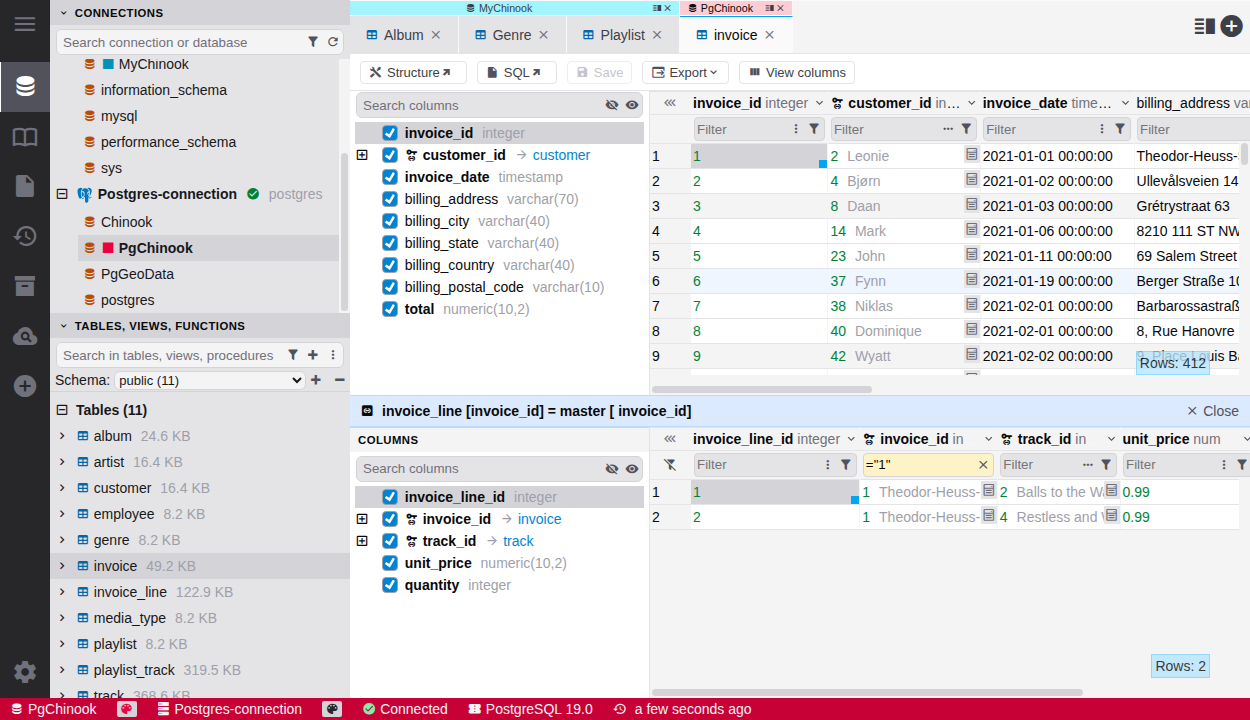 CONNECTIONS
Search connection or database
MyChinook
information_schema
mysql
performance_schema
sys
Postgres-connection postgres
Chinook
PgChinook
PgGeoData
postgres
TABLES, VIEWS, FUNCTIONS
Search in tables, views, procedures
Schema: public (11)
Tables (11)
album 24.6 KB
artist 16.4 KB
customer 16.4 KB
employee 8.2 KB
genre 8.2 KB
invoice 49.2 KB
invoice_line 122.9 KB
media_type 8.2 KB
playlist 8.2 KB
playlist_track 319.5 KB
track 368.6 KB
MyChinook PgChinook
Album Genre Playlist invoice
Structure SQL Save Export View columns
Search columns
invoice_id integer
customer_id customer
invoice_date timestamp
billing_address varchar(70)
billing_city varchar(40)
billing_state varchar(40)
billing_country varchar(40)
billing_postal_code varchar(10)
total numeric(10,2)
invoice_id integer customer_id in... invoice_date time... billing_address var
Filter Filter Filter Filter
1 1 2 Leonie 2021-01-01 00:00:00 Theodor-Heuss-
2 2 4 Bjørn 2021-01-02 00:00:00 Ullevålsveien 14
3 3 8 Daan 2021-01-03 00:00:00 Grétrystraat 63
4 4 14 Mark 2021-01-06 00:00:00 8210 111 ST NW
5 5 23 John 2021-01-11 00:00:00 69 Salem Street
6 6 37 Fynn 2021-01-19 00:00:00 Berger Straße 10
7 7 38 Niklas 2021-02-01 00:00:00 Barbarossastraß
8 8 40 Dominique 2021-02-01 00:00:00 8, Rue Hanovre
9 9 42 Wyatt 2021-02-02 00:00:00 9, Place Louis Ba
Rows: 412
invoice_line [invoice_id] = master [ invoice_id] Close
COLUMNS
Search columns
invoice_line_id integer
invoice_id invoice
track_id track
unit_price numeric(10,2)
quantity integer
invoice_line_id integer invoice_id in track_id in unit_price num
Filter ="1" Filter Filter
1 1 1 Theodor-Heuss- 2 Balls to the Wa 0.99
2 2 1 Theodor-Heuss- 4 Restless and W 0.99
Rows: 2
PgChinook Postgres-connection Connected PostgreSQL 19.0 a few seconds ago